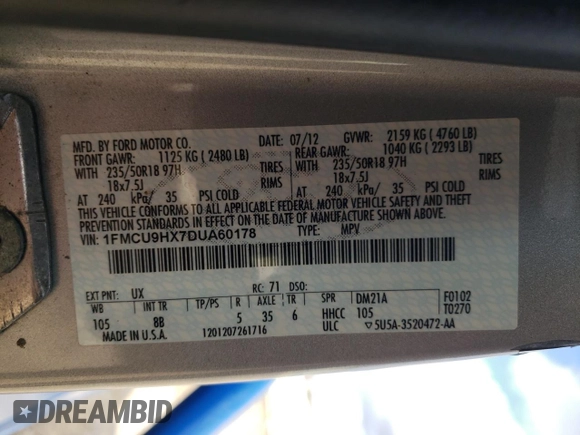 MFD. BY FORD MOTOR CO. DATE: 07/12 GVWR: 2159 KG ( 4760 LB)
FRONT GAWR: 1125 KG ( 2480 LB) REAR GAWR: 1040 KG ( 2293 LB)
WITH 235/50R18 97H TIRES WITH 235/50R18 97H TIRES
18x7.5J RIMS 18x7.5J RIMS
AT 240 kPa/ 35 PSI COLD AT 240 kPa/ 35 PSI COLD
THIS VEHICLE CONFORMS TO ALL APPLICABLE FEDERAL MOTOR VEHICLE SAFETY AND THEFT
PREVENTION STANDARDS IN EFFECT ON THE DATE OF MANUFACTURE SHOWN ABOVE.
VIN: 1FMCU9HX7DUA60178 TYPE: MPV
EXT PNT: UX RC: 71 DSO:
WB INT TR TP/PS R AXLE TR SPR DM21A F0102
105 8B 5 35 6 HHCC 105 T0270
MADE IN U.S.A. 1201207261716 ULC 5U5A-3520472-AA
DREAMBID